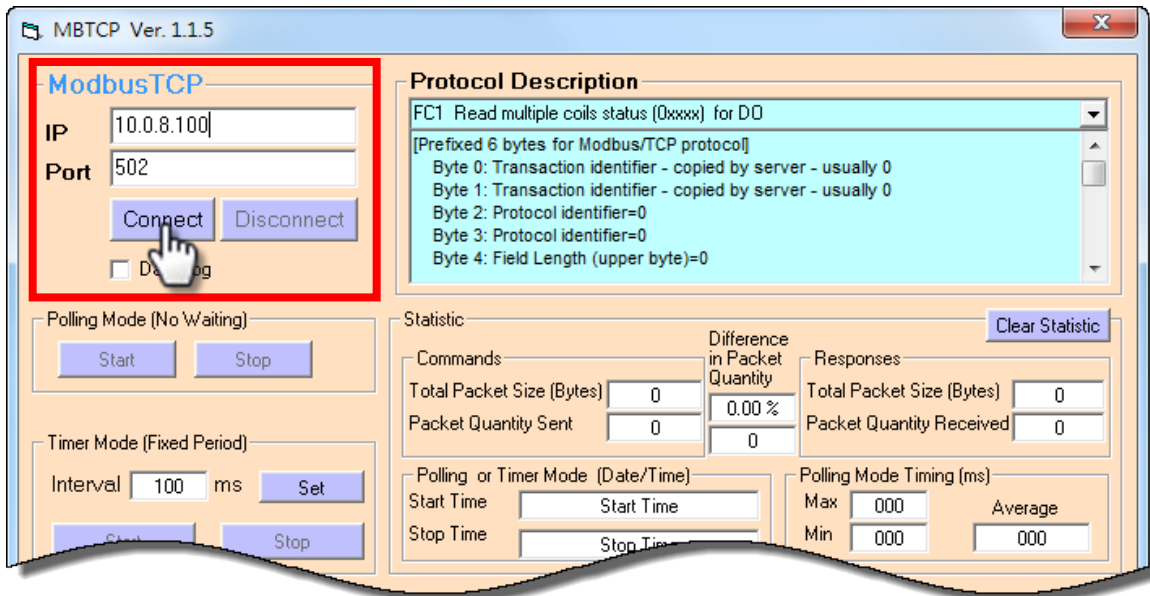 MBTCP Ver. 1.1.5
x
ModbusTCP
IP 10.0.8.100
Port 502
Connect Disconnect
Protocol Description
FC1 Read multiple coils status (0xxxx) for DO
[Prefixed 6 bytes for Modbus/TCP protocol]
Byte 0: Transaction identifier - copied by server - usually 0
Byte 1: Transaction identifier - copied by server - usually 0
Byte 2: Protocol identifier=0
Byte 3: Protocol identifier=0
Byte 4: Field Length (upper byte)=0
Polling Mode (No Waiting)
Start Stop
Timer Mode (Fixed Period)
Interval 100 ms Set
Start Stop
Statistic
Clear Statistic
Commands
Total Packet Size (Bytes) 0
Packet Quantity Sent 0
Difference
in Packet
Quantity
0.00 %
0
Responses
Total Packet Size (Bytes) 0
Packet Quantity Received 0
Polling or Timer Mode (Date/Time)
Start Time Start Time
Stop Time Stop Time
Polling Mode Timing (ms)
Max 000
Min 000
Average
000